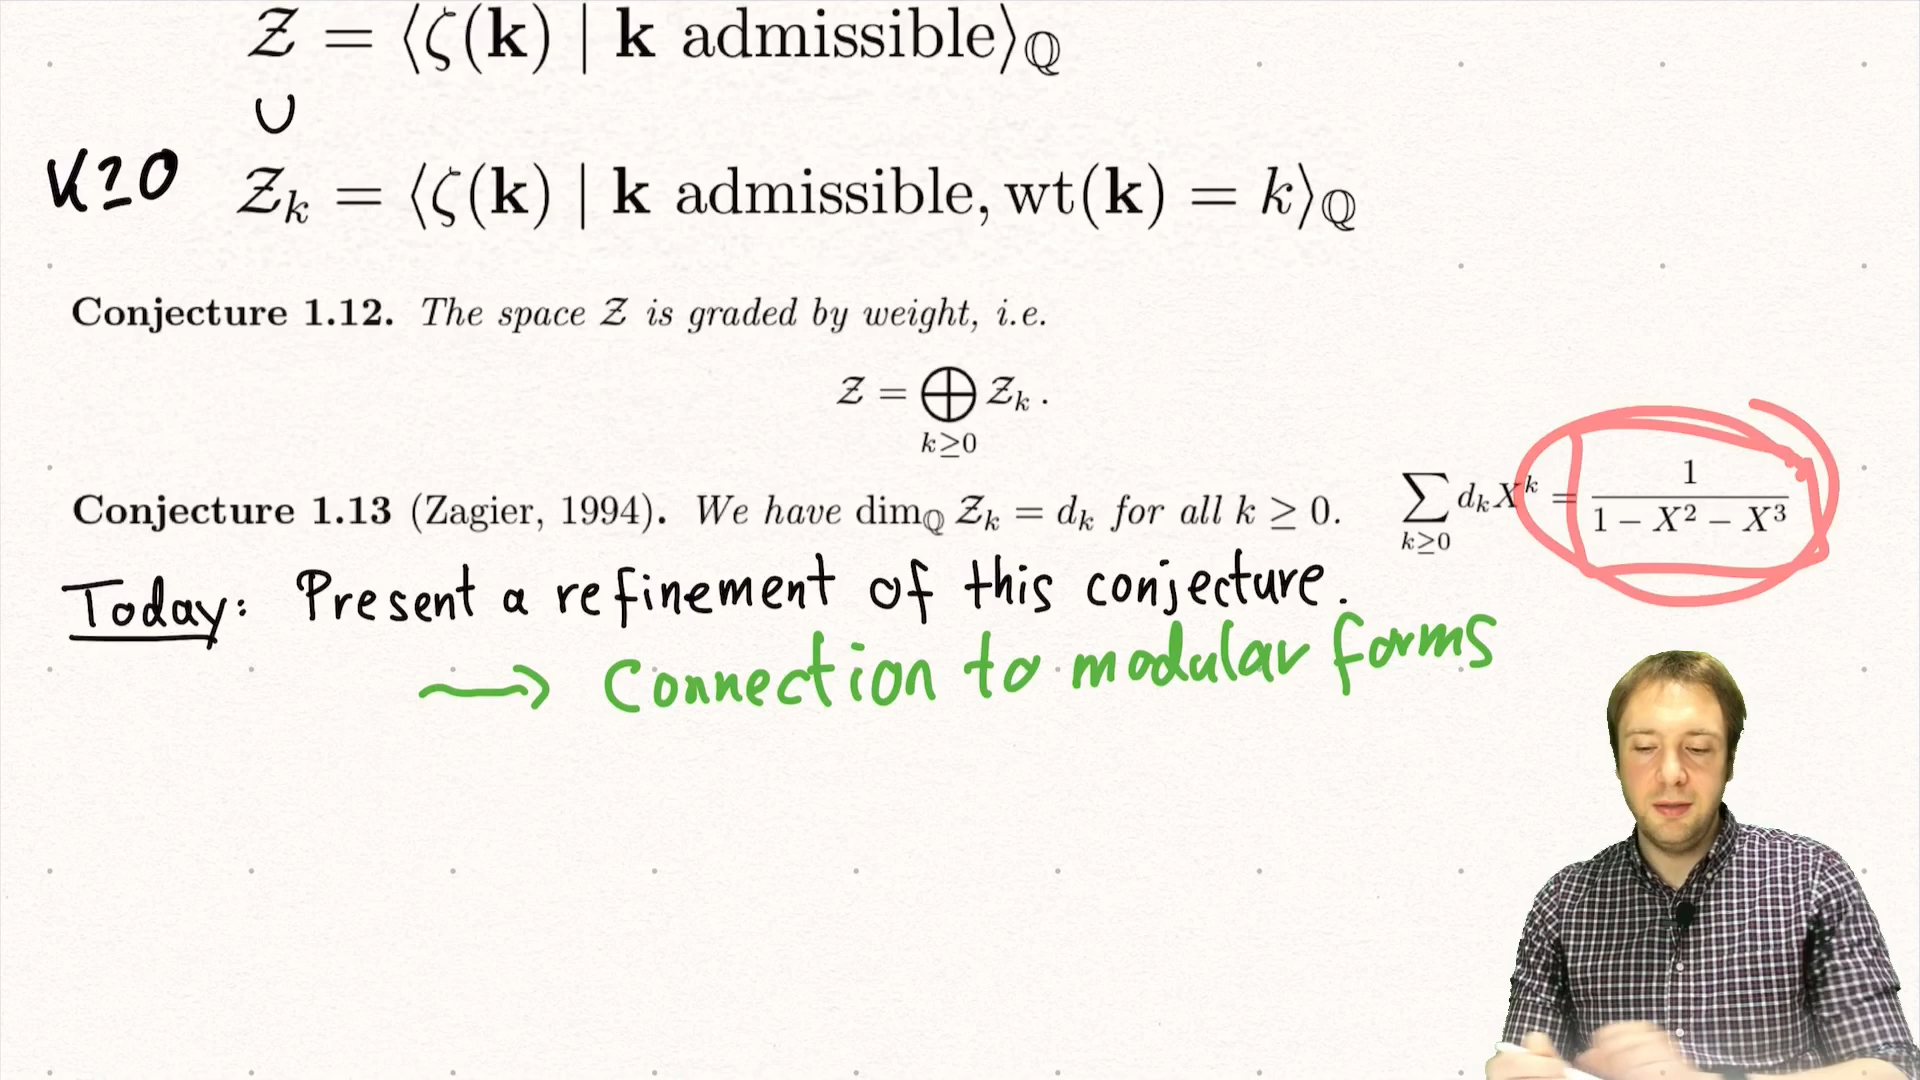 𝒵 = ⟨ζ(𝐤) | 𝐤 admissible⟩_ℚ
∪
k≥0 𝒵_k = ⟨ζ(𝐤) | 𝐤 admissible, wt(𝐤) = k⟩_ℚ
Conjecture 1.12. The space 𝒵 is graded by weight, i.e.
𝒵 = ⨁_{k≥0} 𝒵_k .
Conjecture 1.13 (Zagier, 1994). We have dim_ℚ 𝒵_k = d_k for all k ≥ 0. ∑_{k≥0} d_k X^k = 1/(1 − X^2 − X^3)
Today: Present a refinement of this conjecture.
→ Connection to modular forms